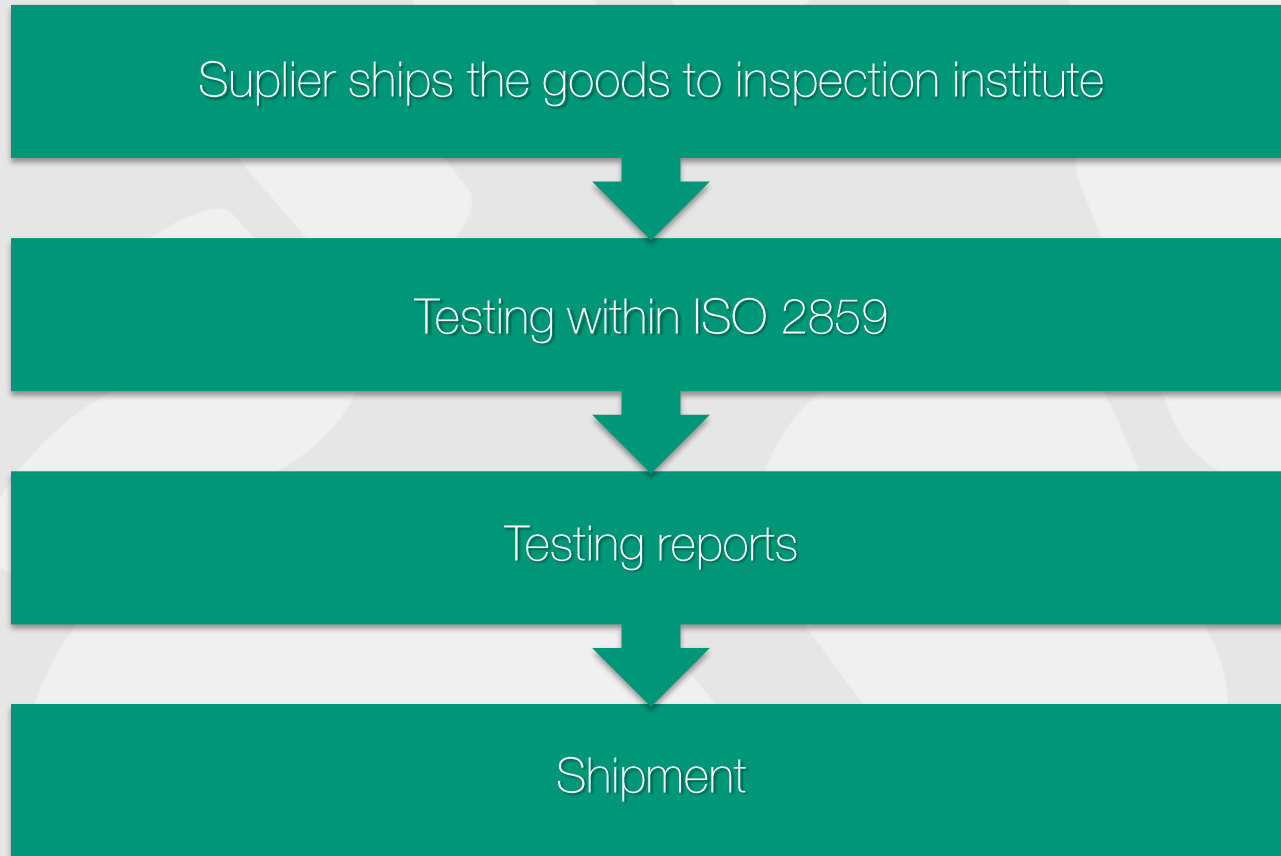 Suplier ships the goods to inspection institute
Testing within ISO 2859
Testing reports
Shipment